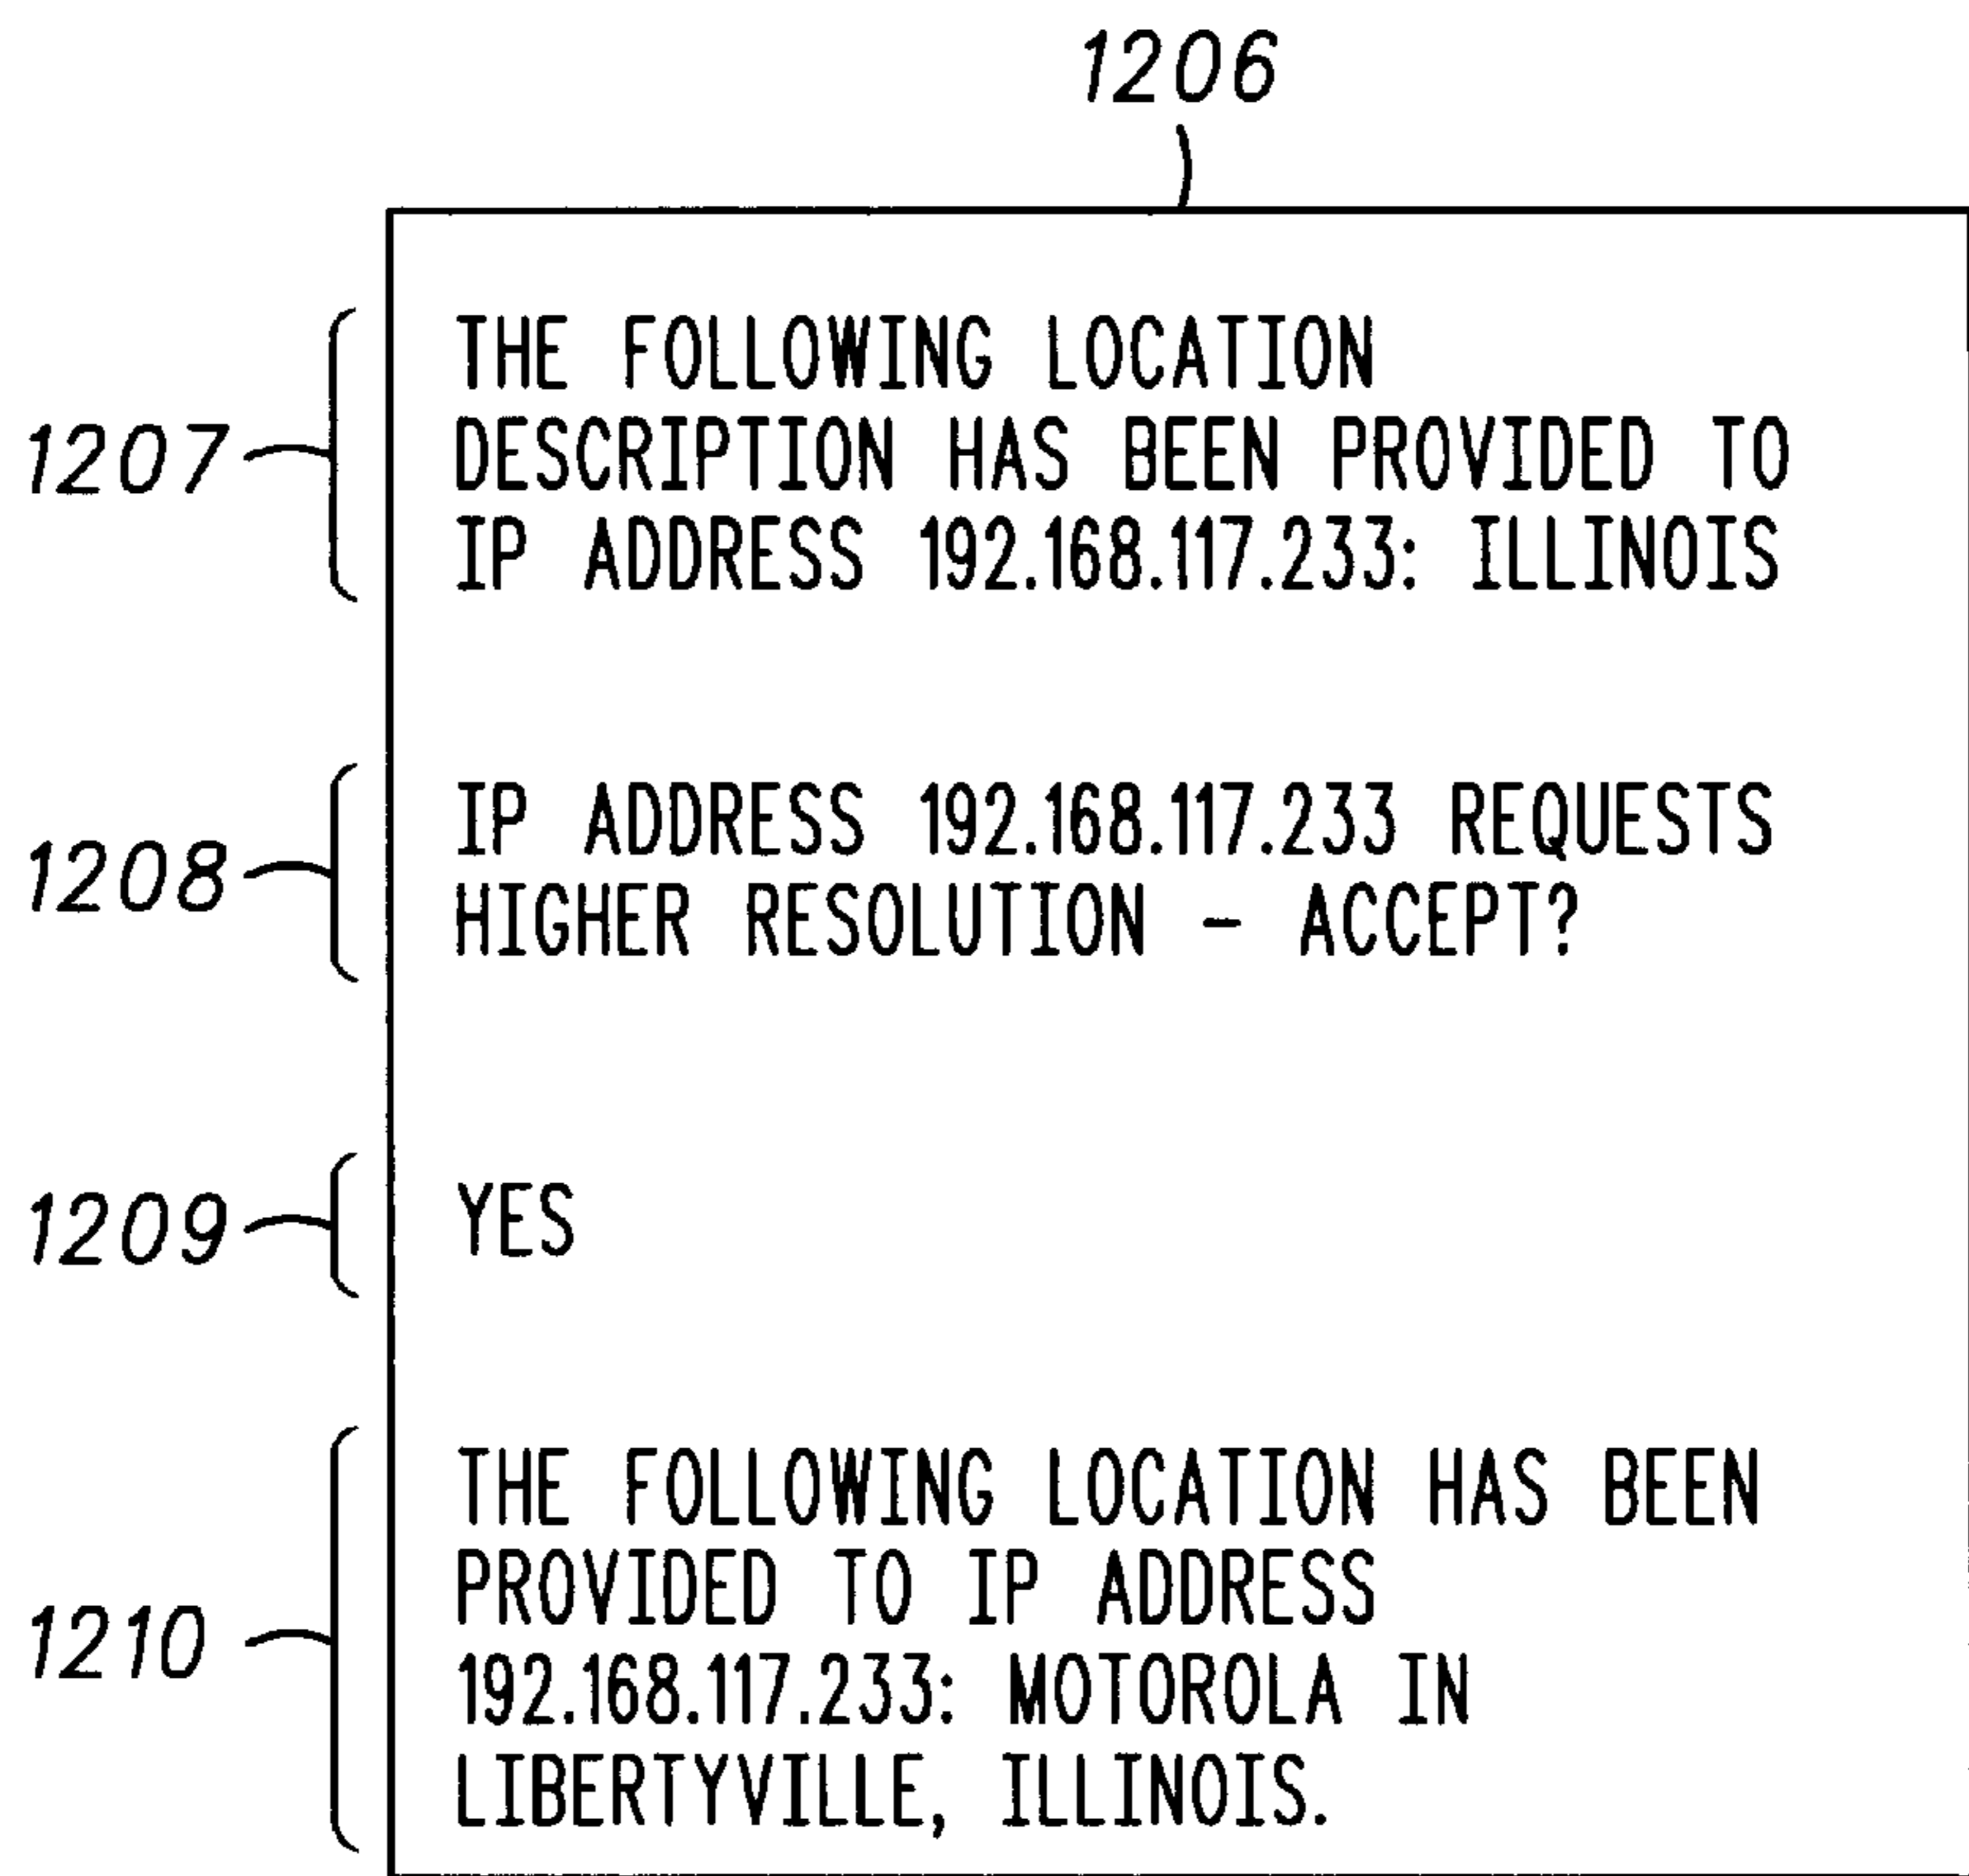 1206
1207
THE FOLLOWING LOCATION
DESCRIPTION HAS BEEN PROVIDED TO
IP ADDRESS 192.168.117.233: ILLINOIS
1208
IP ADDRESS 192.168.117.233 REQUESTS
HIGHER RESOLUTION - ACCEPT?
1209
YES
1210
THE FOLLOWING LOCATION HAS BEEN
PROVIDED TO IP ADDRESS
192.168.117.233: MOTOROLA IN
LIBERTYVILLE, ILLINOIS.